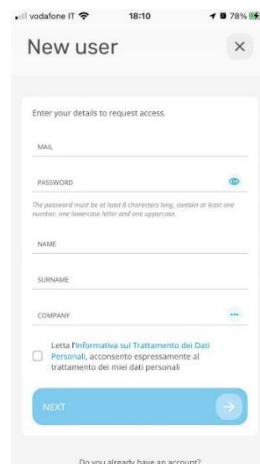 vodafone IT 18:10 78%
New user
Enter your details to request access.
MAIL
PASSWORD
The password must be at least 8 characters long, contain at least one
number, one lowercase letter and one uppercase.
NAME
SURNAME
COMPANY
Letta l'Informativa sul Trattamento dei Dati
Personali, acconsento espressamente al
trattamento dei miei dati personali
NEXT
Do you already have an account?